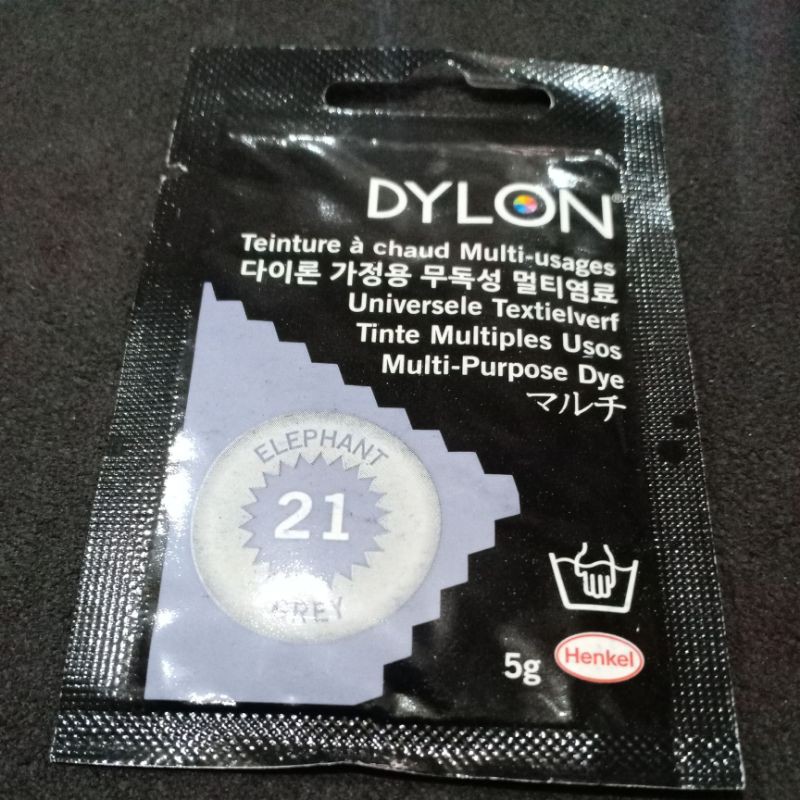 DYLON®
Teinture à chaud Multi-usages
다이론 가정용 무독성 멀티염료
Universele Textielverf
Tinte Multiples Usos
Multi-Purpose Dye
マルチ
ELEPHANT
21
GREY
5g
Henkel